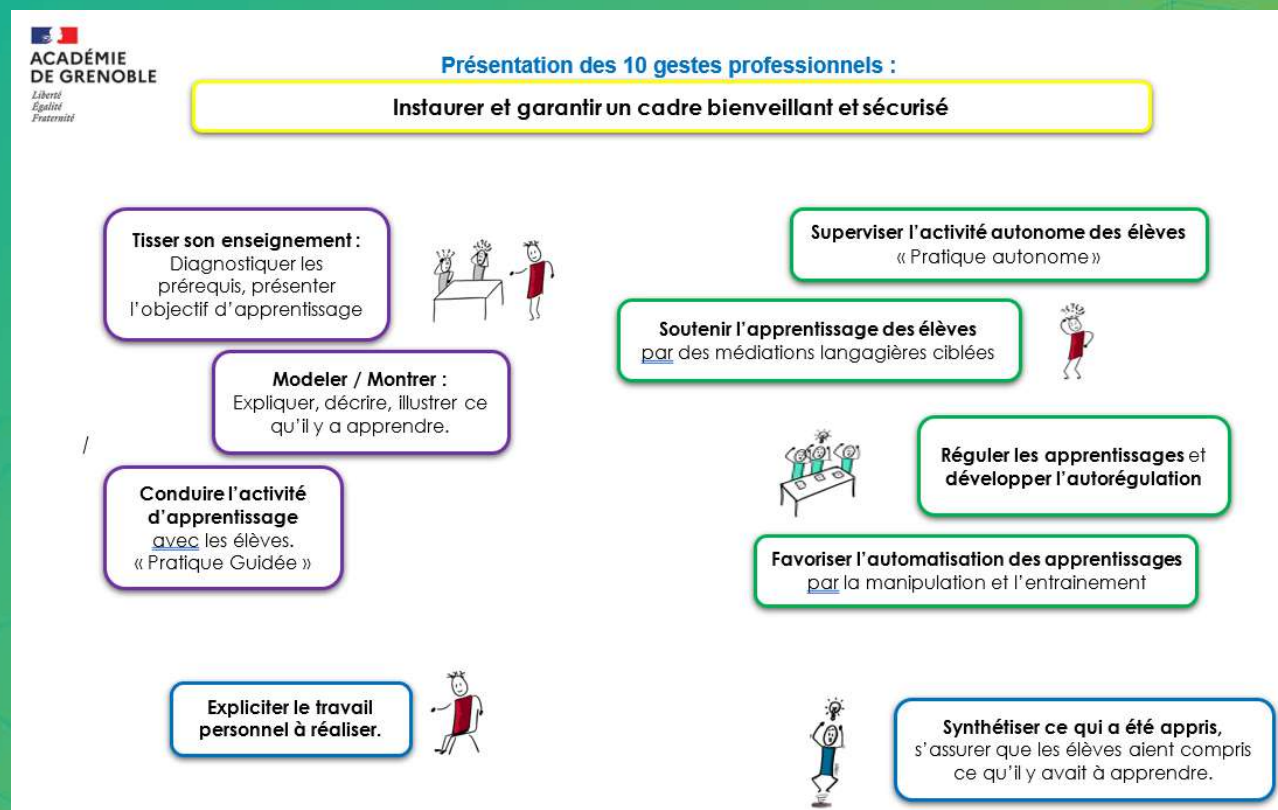 ACADÉMIE
DE GRENOBLE
Liberté
Égalité
Fraternité
Présentation des 10 gestes professionnels :
Instaurer et garantir un cadre bienveillant et sécurisé
Tisser son enseignement :
Diagnostiquer les
prérequis, présenter
l'objectif d'apprentissage
Modeler / Montrer :
Expliquer, décrire, illustrer ce
qu'il y a apprendre.
/
Conduire l'activité
d'apprentissage
avec les élèves.
« Pratique Guidée »
Superviser l'activité autonome des élèves
« Pratique autonome »
Soutenir l'apprentissage des élèves
par des médiations langagières ciblées
Réguler les apprentissages et
développer l'autorégulation
Favoriser l'automatisation des apprentissages
par la manipulation et l'entrainement
Expliciter le travail
personnel à réaliser.
Synthétiser ce qui a été appris,
s'assurer que les élèves aient compris
ce qu'il y avait à apprendre.